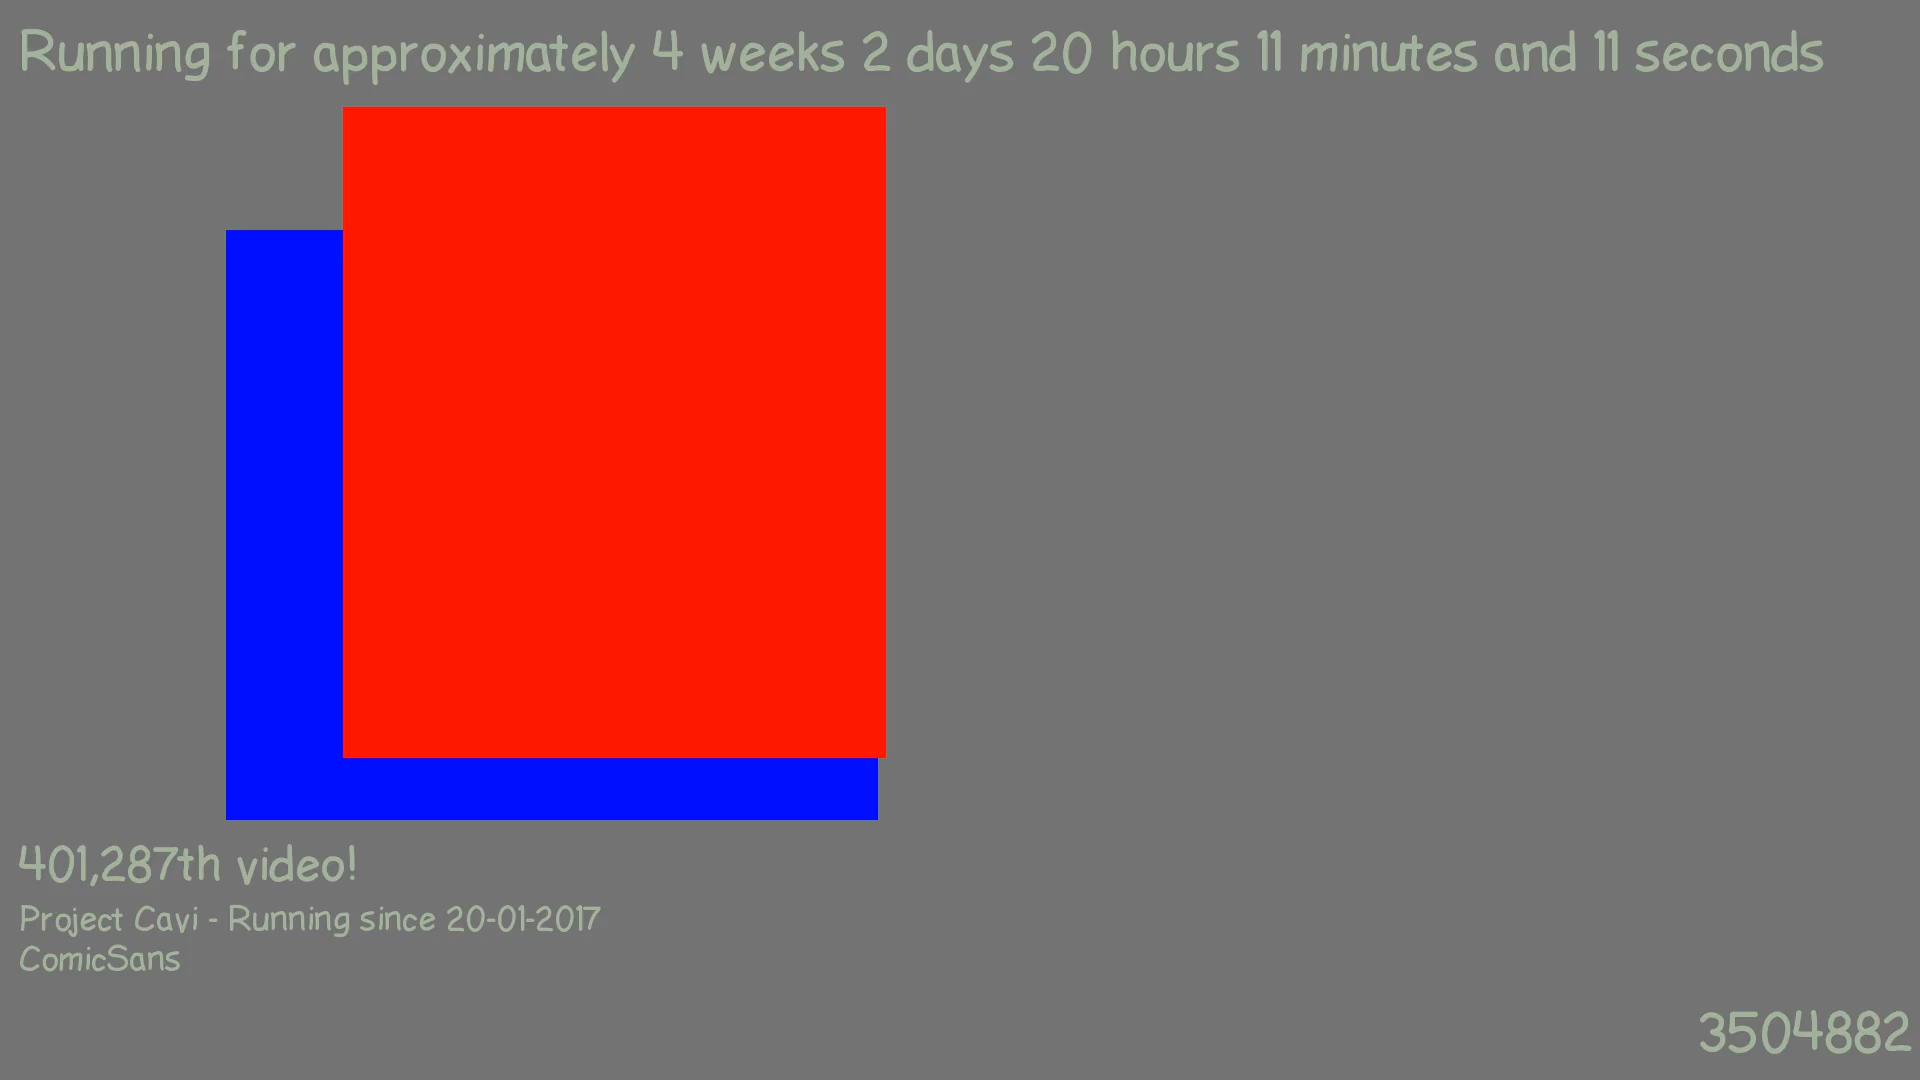 Running for approximately 4 weeks 2 days 20 hours 11 minutes and 11 seconds
401,287th video!
Project Cavi - Running since 20-01-2017
ComicSans
3504882